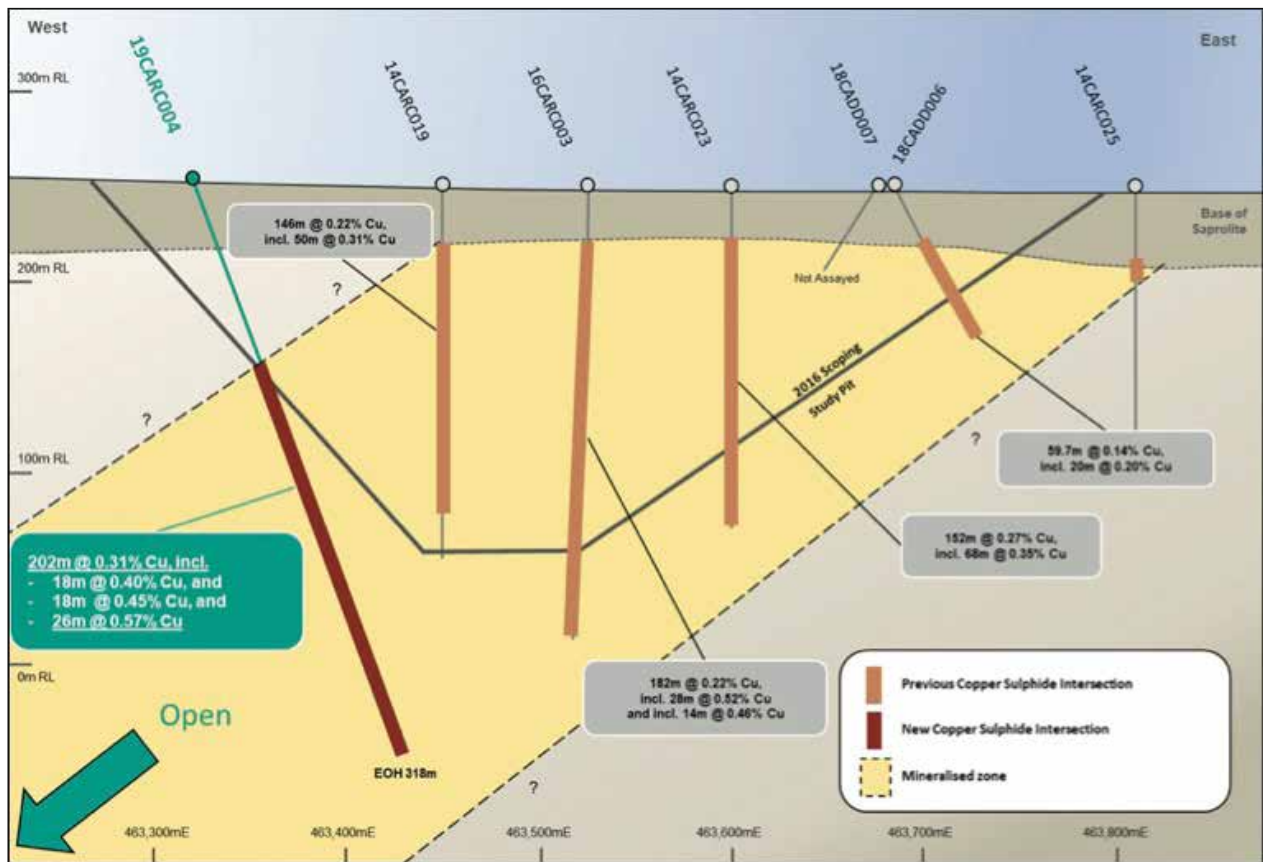 West
East
19CARC004
14CARC019
16CARC003
14CARC023
18CADD007
18CADD006
14CARC025
300m RL
200m RL
100m RL
0m RL
Base of
Saprolite
146m @ 0.22% Cu,
incl. 50m @ 0.31% Cu
Not Assayed
2016 Scoping
Study Pit
?
?
?
?
59.7m @ 0.14% Cu,
incl. 20m @ 0.20% Cu
152m @ 0.27% Cu,
incl. 68m @ 0.35% Cu
202m @ 0.31% Cu, incl.
- 18m @ 0.40% Cu, and
- 18m @ 0.45% Cu, and
- 26m @ 0.57% Cu
182m @ 0.22% Cu,
incl. 28m @ 0.52% Cu
and incl. 14m @ 0.46% Cu
Open
EOH 318m
Previous Copper Sulphide Intersection
New Copper Sulphide Intersection
Mineralised zone
463,300mE
463,400mE
463,500mE
463,600mE
463,700mE
463,800mE